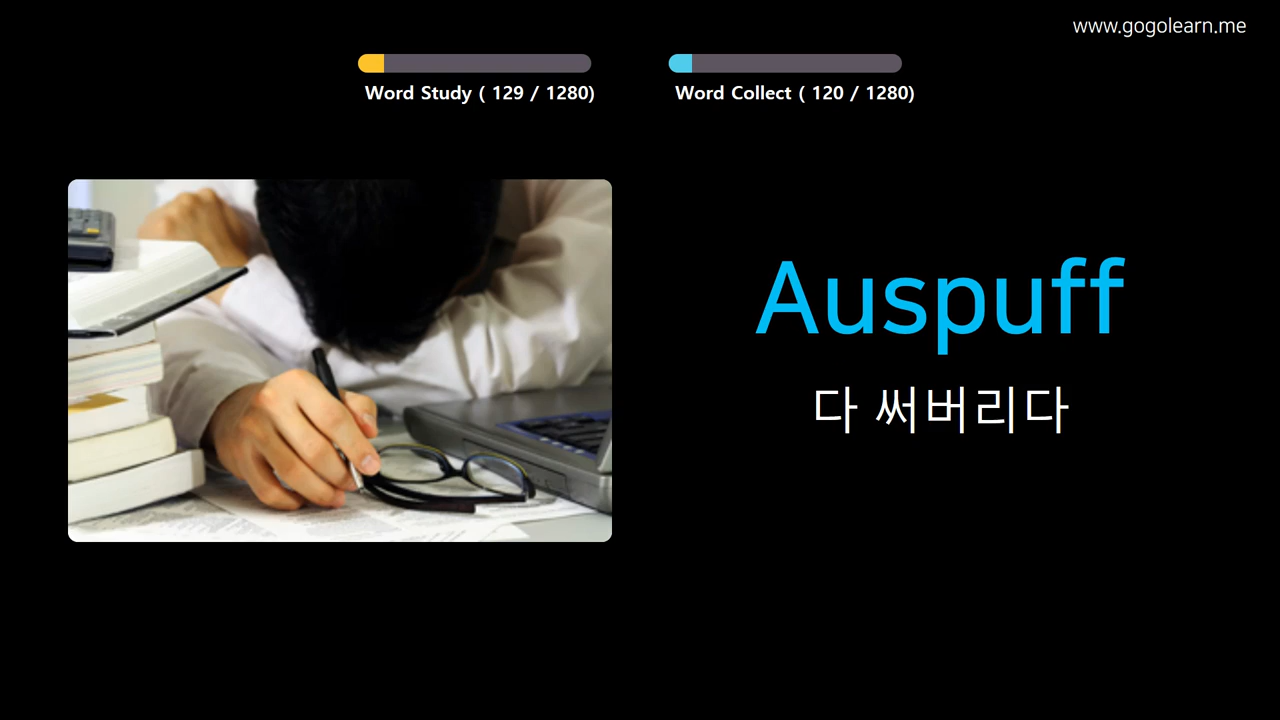 www.gogolearn.me
Word Study ( 129 / 1280)
Word Collect ( 120 / 1280)
Auspuff
다 써버리다